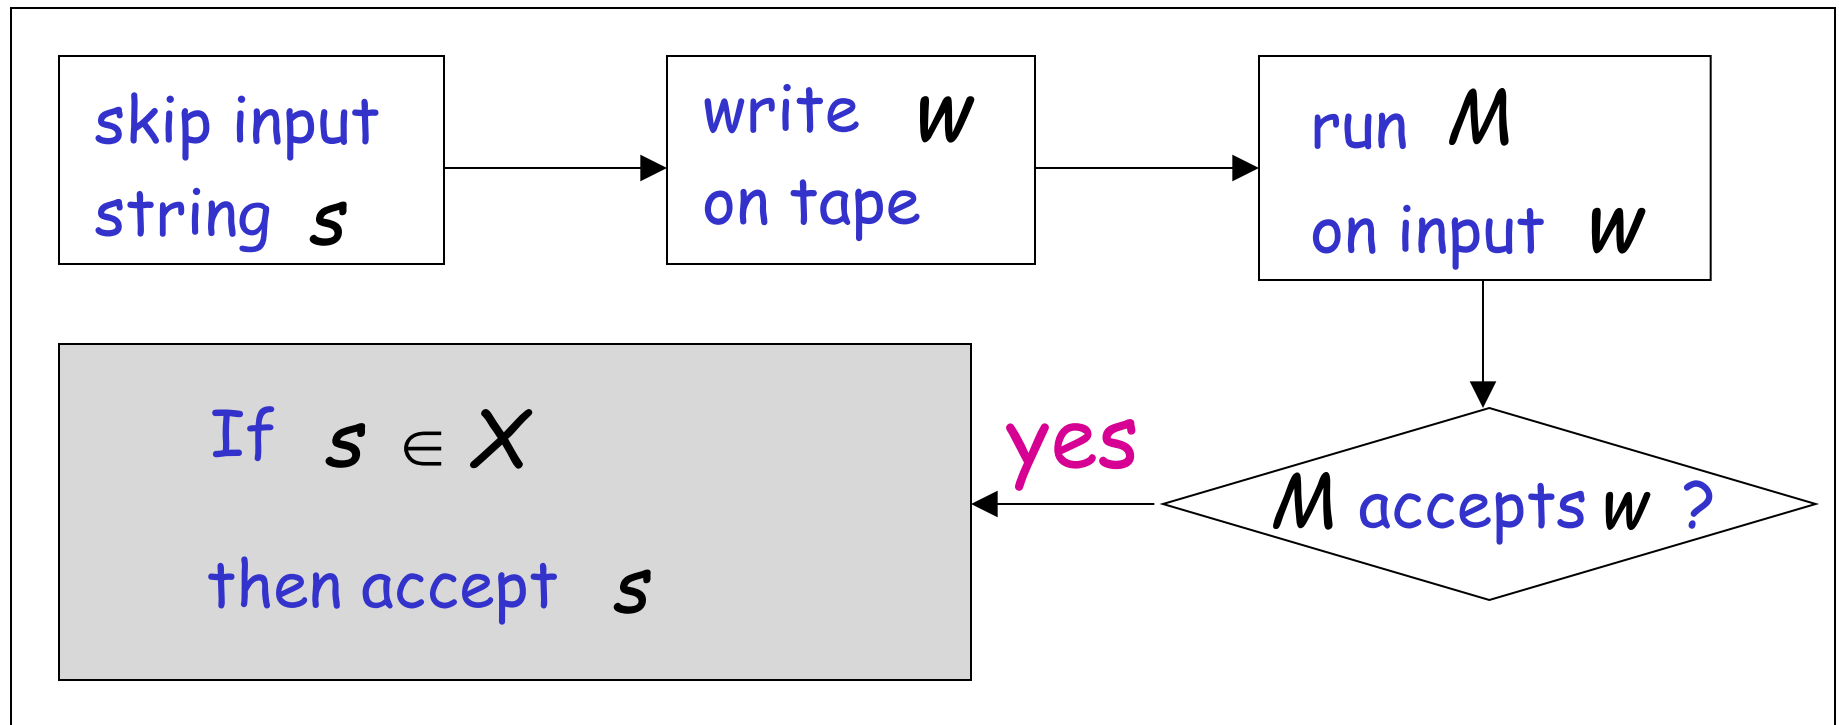 skip input
string s
write w
on tape
run M
on input w
If s ∈ X
then accept s
yes
M accepts w ?